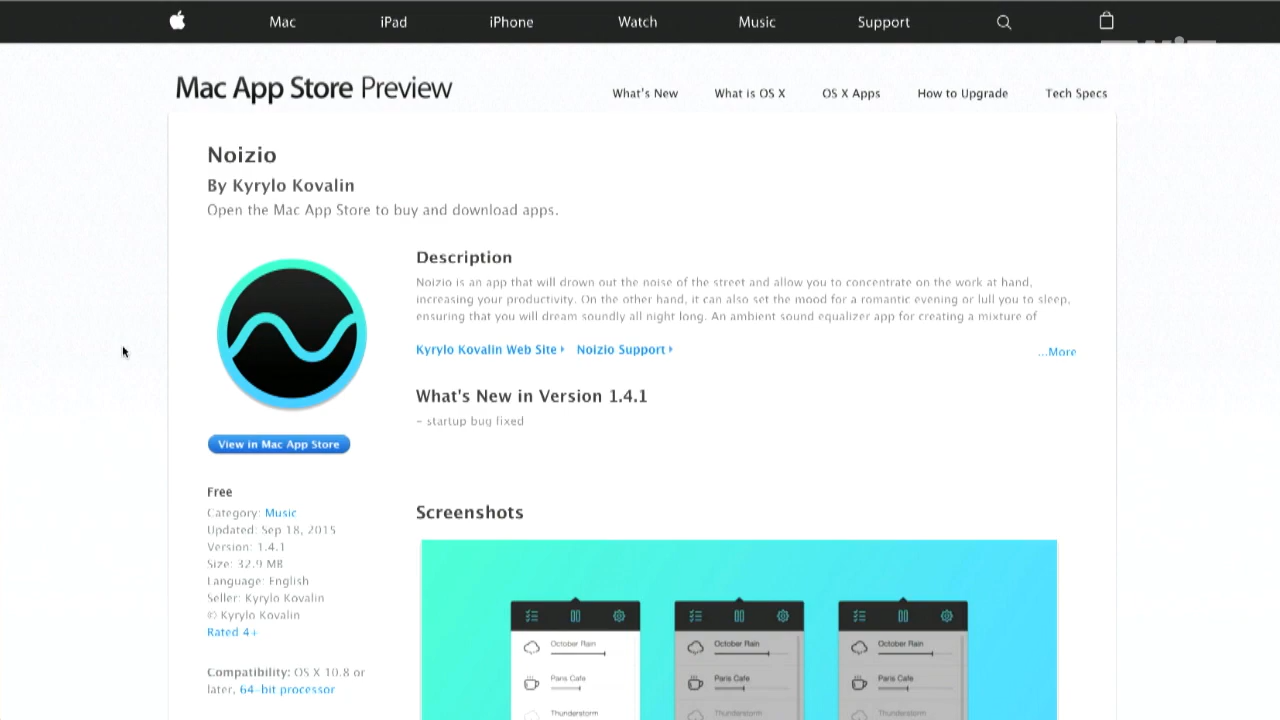 Mac
iPad
iPhone
Watch
Music
Support
Mac App Store Preview
What's New
What is OS X
OS X Apps
How to Upgrade
Tech Specs
Noizio
By Kyrylo Kovalin
Open the Mac App Store to buy and download apps.
Description
Noizio is an app that will drown out the noise of the street and allow you to concentrate on the work at hand,
increasing your productivity. On the other hand, it can also set the mood for a romantic evening or lull you to sleep,
ensuring that you will dream soundly all night long. An ambient sound equalizer app for creating a mixture of
Kyrylo Kovalin Web Site
Noizio Support
...More
What's New in Version 1.4.1
- startup bug fixed
View in Mac App Store
Free
Category: Music
Updated: Sep 18, 2015
Version: 1.4.1
Size: 32.9 MB
Language: English
Seller: Kyrylo Kovalin
© Kyrylo Kovalin
Rated 4+
Compatibility: OS X 10.8 or
later, 64-bit processor
Screenshots
October Rain
Paris Cafe
Thunderstorm
October Rain
Paris Cafe
Thunderstorm
October Rain
Paris Cafe
Thunderstorm